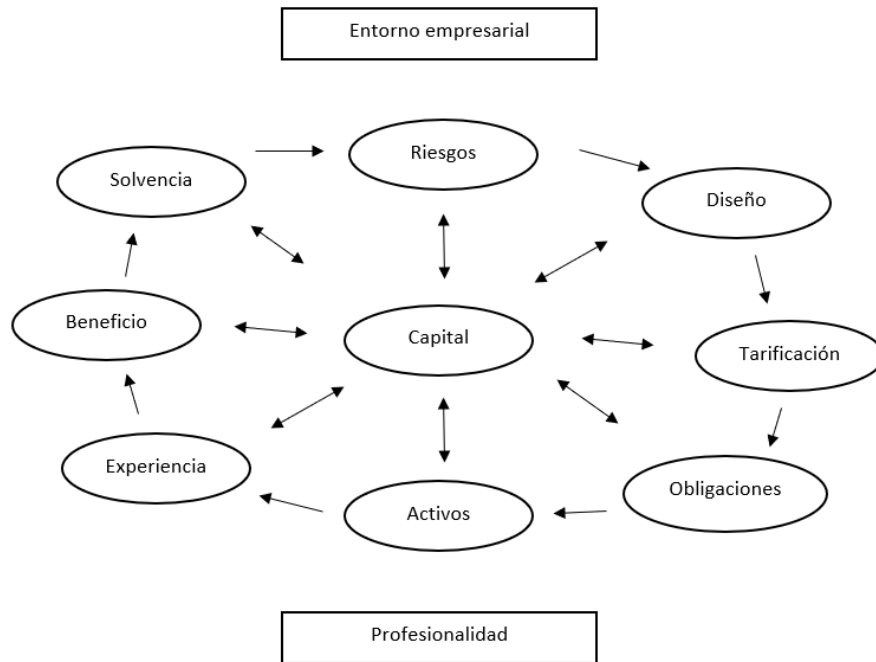 Entorno empresarial
Riesgos
Solvencia
Diseño
Beneficio
Capital
Tarificación
Experiencia
Obligaciones
Activos
Profesionalidad